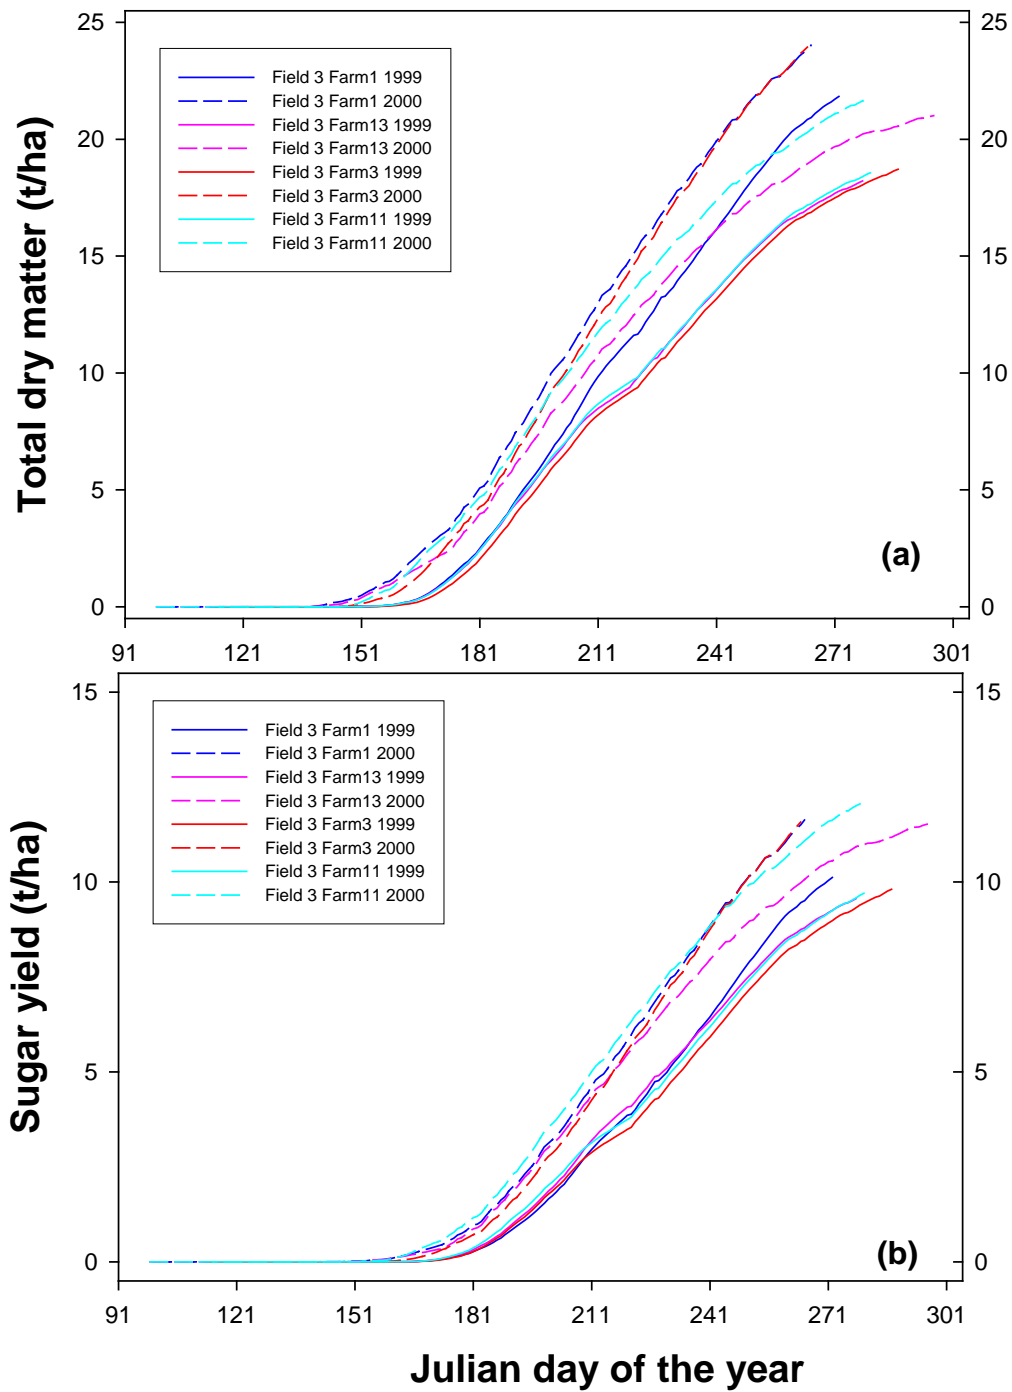 25
20
15
10
5
0
Total dry matter (t/ha)
Field 3 Farm1 1999
Field 3 Farm1 2000
Field 3 Farm13 1999
Field 3 Farm13 2000
Field 3 Farm3 1999
Field 3 Farm3 2000
Field 3 Farm11 1999
Field 3 Farm11 2000
(a)
25
20
15
10
5
0
91 121 151 181 211 241 271 301
15
10
5
0
Sugar yield (t/ha)
Field 3 Farm1 1999
Field 3 Farm1 2000
Field 3 Farm13 1999
Field 3 Farm13 2000
Field 3 Farm3 1999
Field 3 Farm3 2000
Field 3 Farm11 1999
Field 3 Farm11 2000
(b)
15
10
5
0
91 121 151 181 211 241 271 301
Julian day of the year